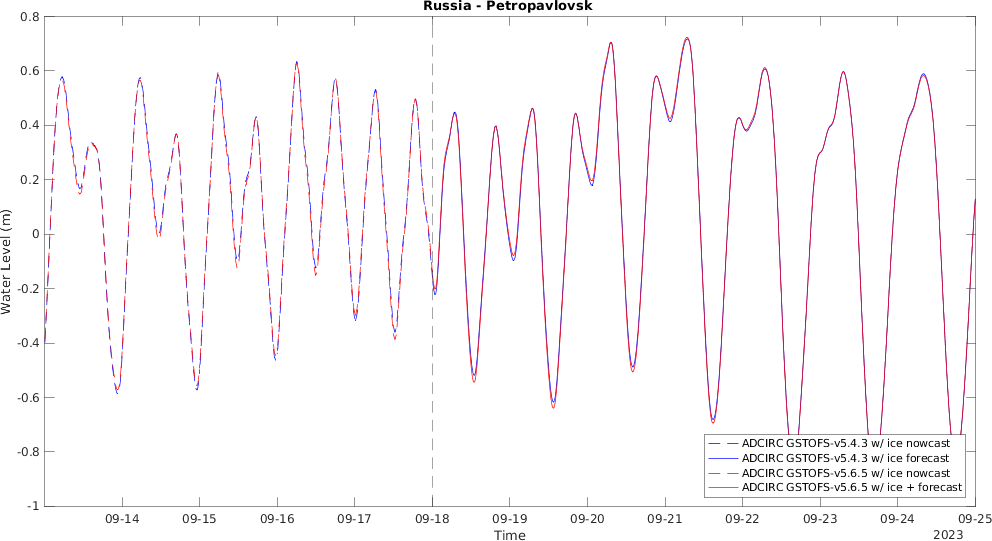 Russia - Petropavlovsk
0.8
0.6
0.4
0.2
0
-0.2
-0.4
-0.6
-0.8
-1
Water Level (m)
ADCIRC GSTOFS-v5.4.3 w/ ice nowcast
ADCIRC GSTOFS-v5.4.3 w/ ice forecast
ADCIRC GSTOFS-v5.6.5 w/ ice nowcast
ADCIRC GSTOFS-v5.6.5 w/ ice + forecast
09-14 09-15 09-16 09-17 09-18 09-19 09-20 09-21 09-22 09-23 09-24 09-25
Time
2023